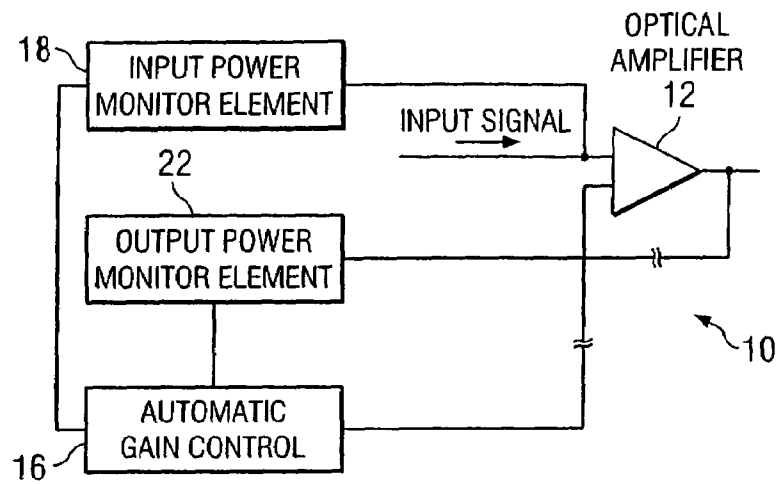 18
INPUT POWER
MONITOR ELEMENT
OPTICAL
AMPLIFIER
12
INPUT SIGNAL
22
OUTPUT POWER
MONITOR ELEMENT
10
AUTOMATIC
GAIN CONTROL
16